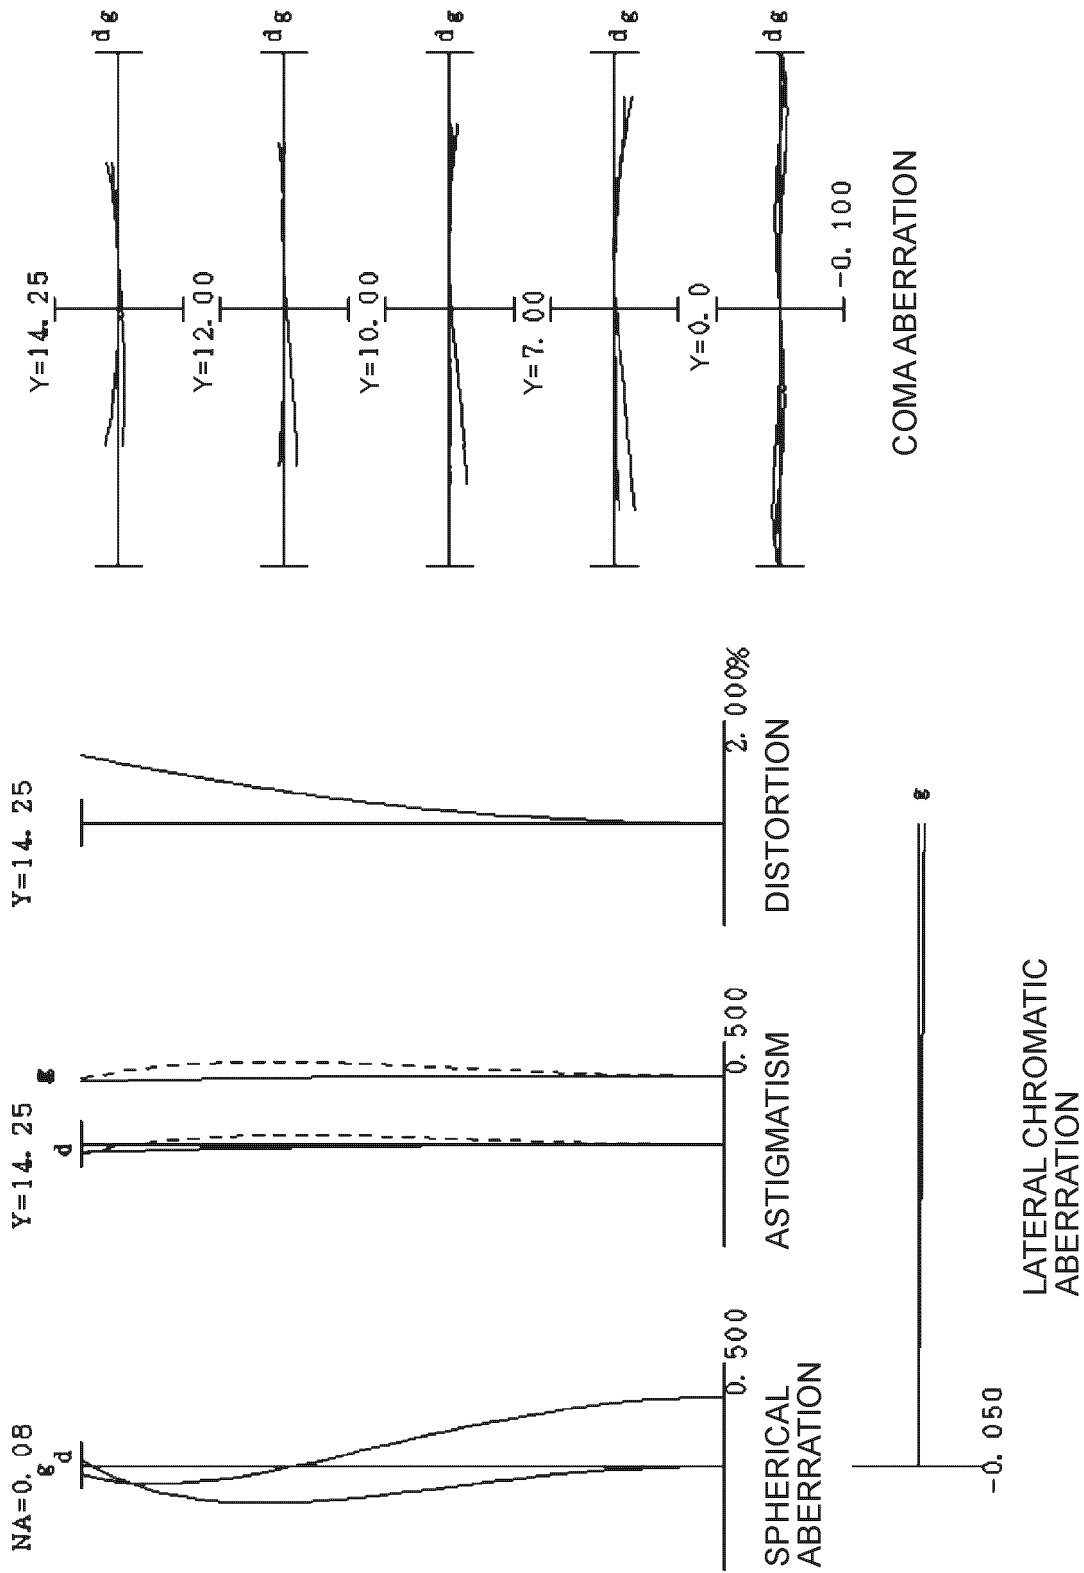 NA=0. 08
g
d
0. 500
SPHERICAL
ABERRATION
Y=14. 25
d
g
0. 500
ASTIGMATISM
Y=14. 25
2. 000%
DISTORTION
Y=14. 25
d g
Y=12. 00
d g
Y=10. 00
d g
Y=7. 00
d g
Y=0. 0
d g
-0. 100
COMA ABERRATION
g
-0. 050
LATERAL CHROMATIC
ABERRATION